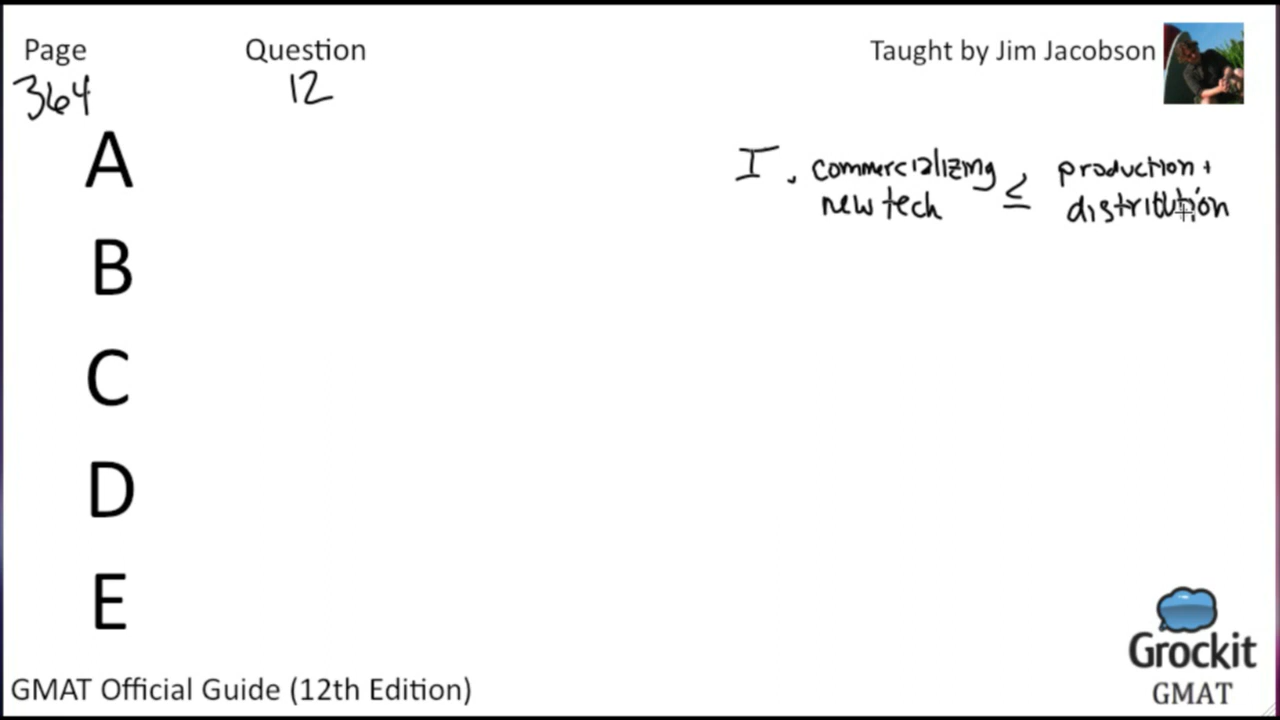 Page Question Taught by Jim Jacobson
364 12
A
I. commercializing ≤ production +
new tech distribution
B
C
D
E
Grockit
GMAT
GMAT Official Guide (12th Edition)